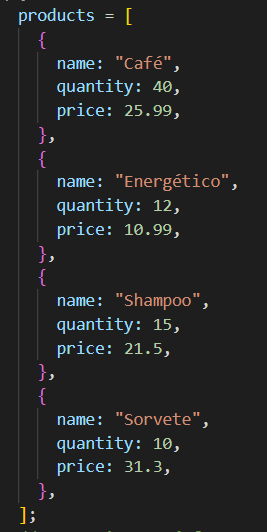 products = [
  {
    name: "Café",
    quantity: 40,
    price: 25.99,
  },
  {
    name: "Energético",
    quantity: 12,
    price: 10.99,
  },
  {
    name: "Shampoo",
    quantity: 15,
    price: 21.5,
  },
  {
    name: "Sorvete",
    quantity: 10,
    price: 31.3,
  },
];